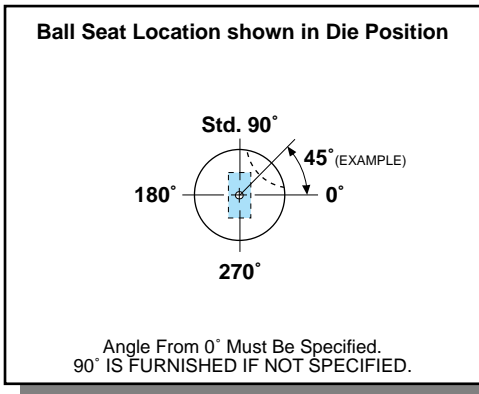 Ball Seat Location shown in Die Position
Std. 90˚
45˚(EXAMPLE)
180˚
0˚
270˚
Angle From 0˚ Must Be Specified.
90˚ IS FURNISHED IF NOT SPECIFIED.